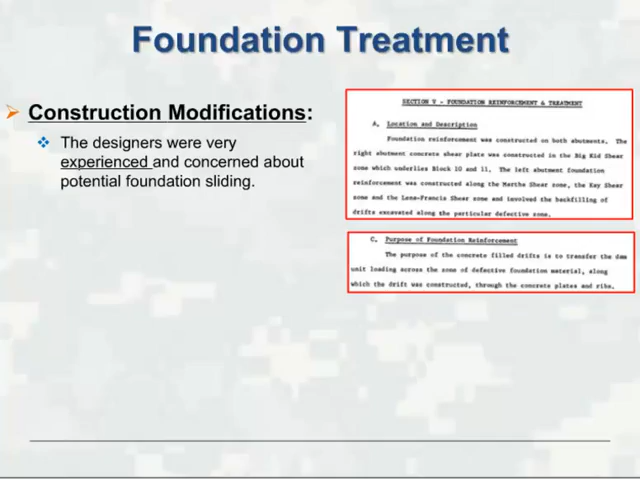 Foundation Treatment
Construction Modifications:
The designers were very
experienced and concerned about
potential foundation sliding.
SECTION V - FOUNDATION REINFORCEMENT & TREATMENT
A. Location and Description
Foundation reinforcement was constructed on both abutments. The
right abutment concrete shear plate was constructed in the Big Kid Shear
zone which underlies Block 10 and 11. The left abutment foundation
reinforcement was constructed along the Martha Shear zone, the Key Shear
zone and the Lane-Francis Shear zone and involved the backfilling of
drifts excavated along the particular defective zone.
C. Purpose of Foundation Reinforcement
The purpose of the concrete filled drifts is to transfer the dam
unit loading across the zone of defective foundation material, along
which the drift was constructed, through the concrete plates and ribs.